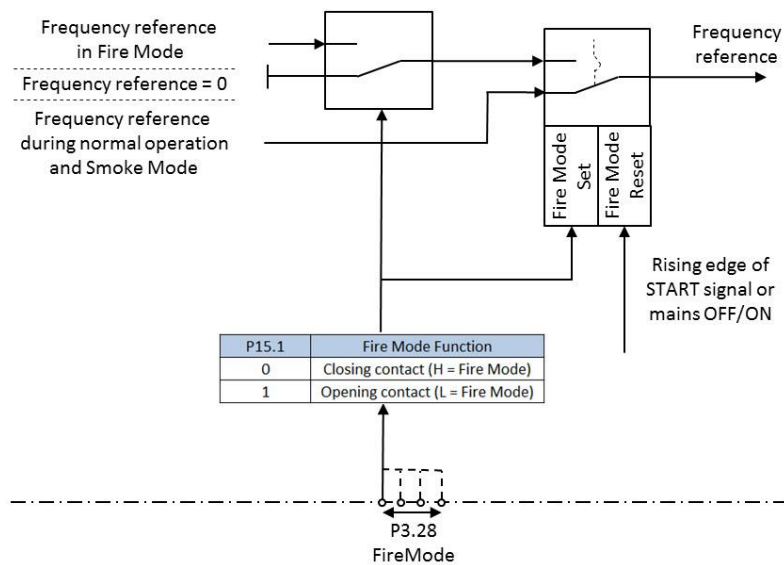 Frequency reference
in Fire Mode
Frequency reference = 0
Frequency reference
during normal operation
and Smoke Mode
Frequency
reference
Fire Mode
Set
Fire Mode
Reset
Rising edge of
START signal or
mains OFF/ON
P15.1 Fire Mode Function
0 Closing contact (H = Fire Mode)
1 Opening contact (L = Fire Mode)
P3.28
FireMode